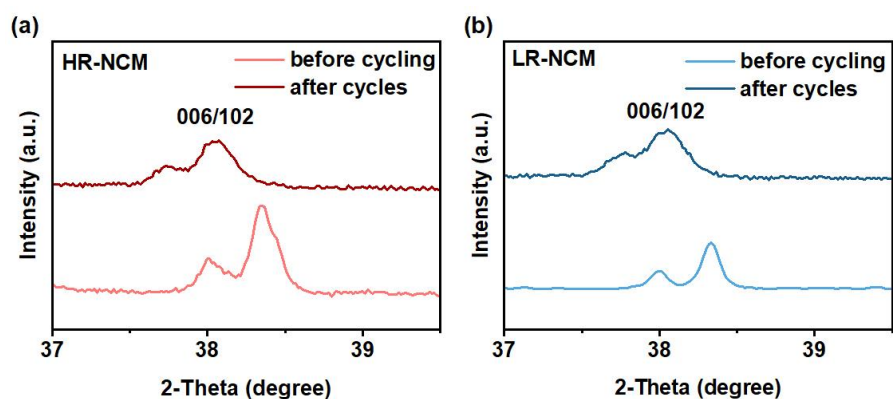 (a)
HR-NCM
before cycling
after cycles
006/102
Intensity (a.u.)
37
38
39
2-Theta (degree)
(b)
LR-NCM
before cycling
after cycles
006/102
Intensity (a.u.)
37
38
39
2-Theta (degree)